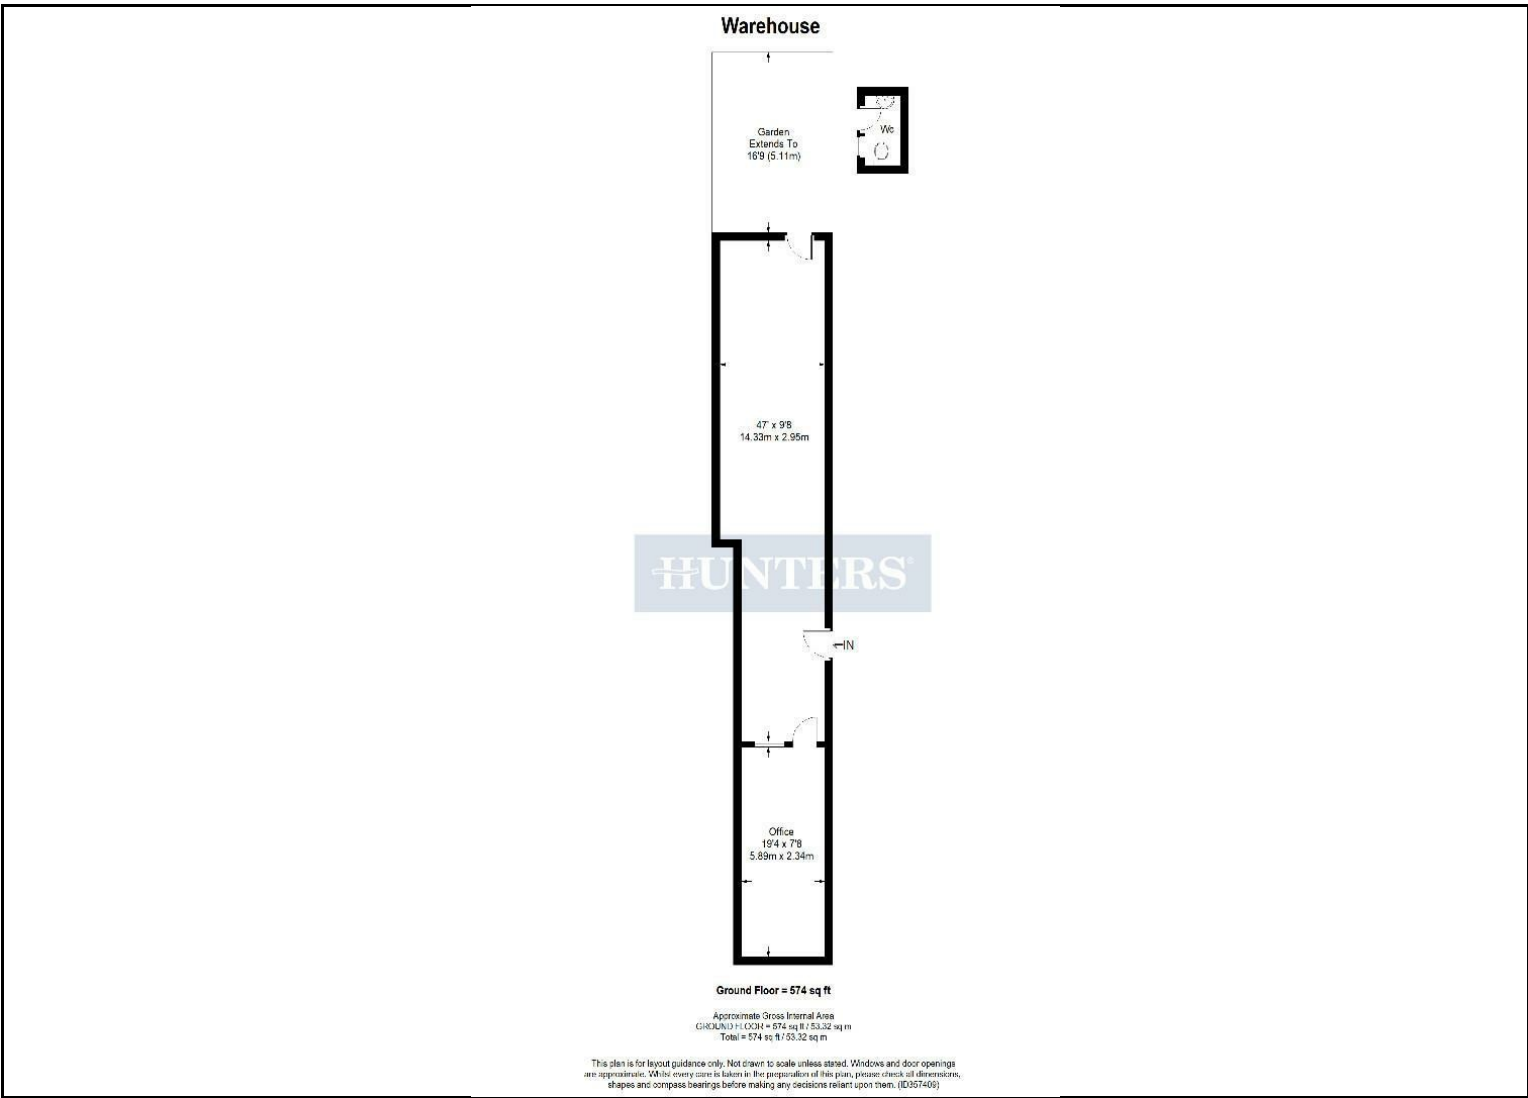 Warehouse
Garden
Extends To
16'9 (5.11m)
Wc
47' x 9'8
14.33m x 2.95m
HUNTERS®
IN
Office
19'4 x 7'8
5.89m x 2.34m
Ground Floor = 574 sq ft
Approximate Gross Internal Area
GROUND FLOOR = 574 sq ft / 53.32 sq m
Total = 574 sq ft / 53.32 sq m
This plan is for layout guidance only. Not drawn to scale unless stated. Windows and door openings
are approximate. Whilst every care is taken in the preparation of this plan, please check all dimensions,
shapes and compass bearings before making any decisions reliant upon them. (ID357409)